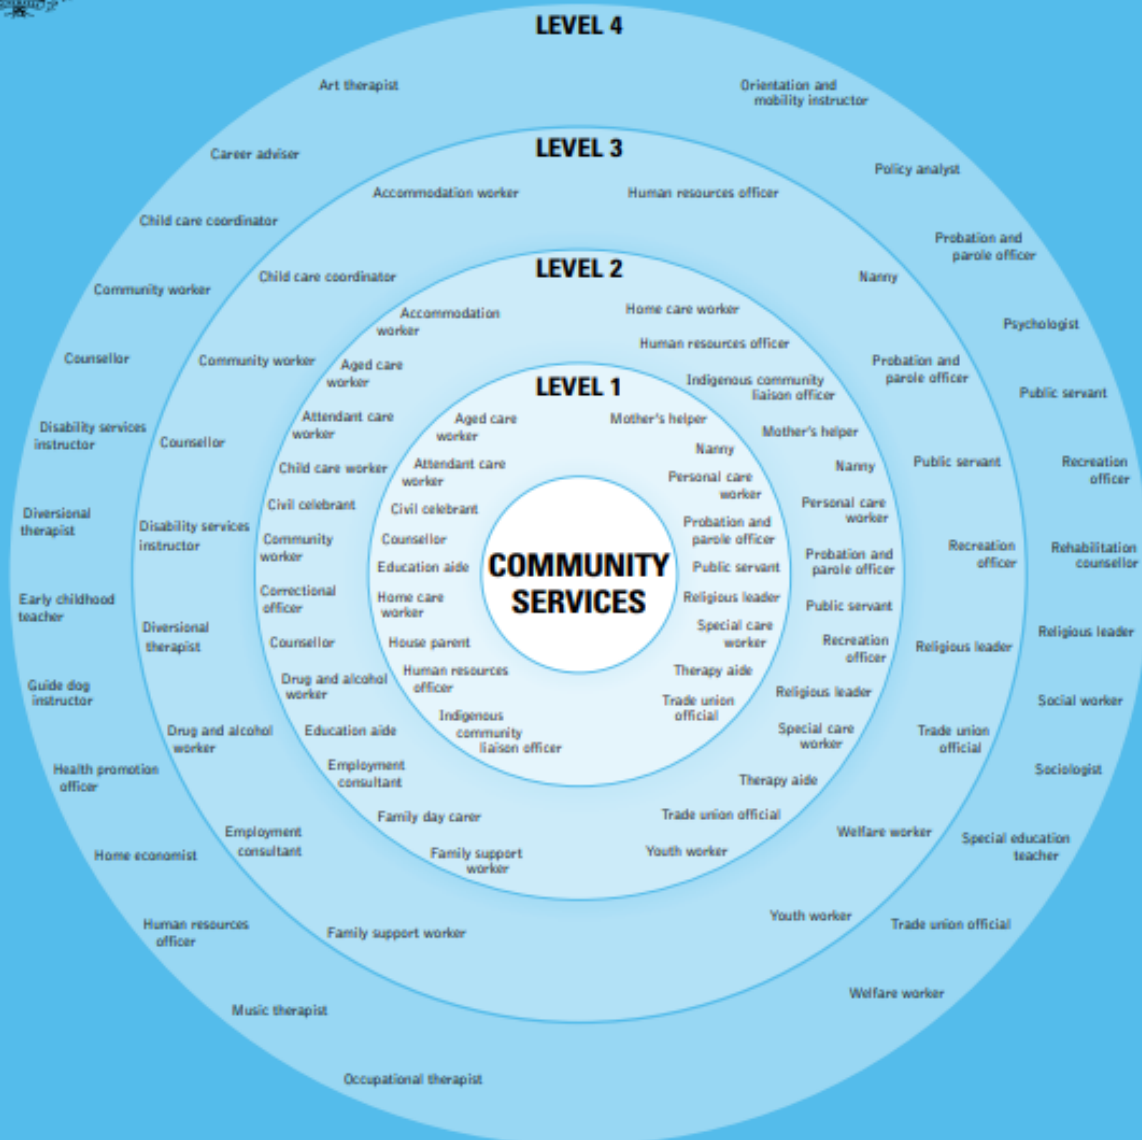 LEVEL 4
Art therapist
Career adviser
Child care coordinator
Community worker
Counsellor
Disability services
instructor
Diversional
therapist
Early childhood
teacher
Guide dog
instructor
Health promotion
officer
Home economist
Human resources
officer
Music therapist
Occupational therapist
Orientation and
mobility instructor
Policy analyst
Probation and
parole officer
Psychologist
Public servant
Recreation
officer
Rehabilitation
counsellor
Religious leader
Social worker
Sociologist
Special education
teacher
Trade union official
Welfare worker
LEVEL 3
Accommodation worker
Child care coordinator
Community worker
Counsellor
Disability services
instructor
Diversional
therapist
Drug and alcohol
worker
Employment
consultant
Family support worker
Human resources officer
Nanny
Probation and
parole officer
Public servant
Recreation
officer
Religious leader
Trade union
official
Welfare worker
Youth worker
LEVEL 2
Accommodation
worker
Aged care
worker
Attendant care
worker
Child care worker
Civil celebrant
Community
worker
Correctional
officer
Counsellor
Drug and alcohol
worker
Education aide
Employment
consultant
Family day carer
Family support
worker
Home care worker
Human resources officer
Indigenous community
liaison officer
Mother's helper
Nanny
Personal care
worker
Probation and
parole officer
Public servant
Recreation
officer
Religious leader
Special care
worker
Therapy aide
Trade union official
Youth worker
LEVEL 1
Aged care
worker
Attendant care
worker
Civil celebrant
Counsellor
Education aide
Home care
worker
House parent
Human resources
officer
Indigenous
community
liaison officer
Mother's helper
Nanny
Personal care
worker
Probation and
parole officer
Public servant
Religious leader
Special care
worker
Therapy aide
Trade union
official
COMMUNITY
SERVICES